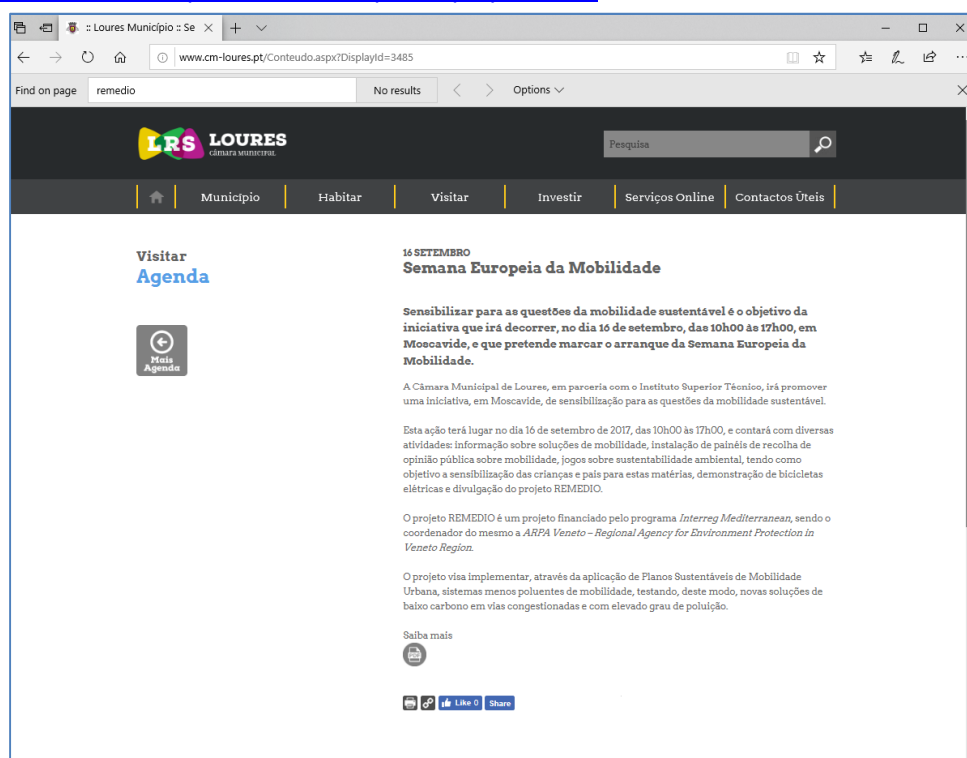 :: Loures Município :: Se
www.cm-loures.pt/Conteudo.aspx?DisplayId=3485
Find on page remedio No results Options
LRS LOURES
CÂMARA MUNICIPAL
Pesquisa
Município Habitar Visitar Investir Serviços Online Contactos Úteis
Visitar
Agenda
Mais
Agenda
16 SETEMBRO
Semana Europeia da Mobilidade
Sensibilizar para as questões da mobilidade sustentável é o objetivo da
iniciativa que irá decorrer, no dia 16 de setembro, das 10h00 às 17h00, em
Moscavide, e que pretende marcar o arranque da Semana Europeia da
Mobilidade.
A Câmara Municipal de Loures, em parceria com o Instituto Superior Técnico, irá promover
uma iniciativa, em Moscavide, de sensibilização para as questões da mobilidade sustentável.
Esta ação terá lugar no dia 16 de setembro de 2017, das 10h00 às 17h00, e contará com diversas
atividades: informação sobre soluções de mobilidade, instalação de painéis de recolha de
opinião pública sobre mobilidade, jogos sobre sustentabilidade ambiental, tendo como
objetivo a sensibilização das crianças e pais para estas matérias, demonstração de bicicletas
elétricas e divulgação do projeto REMEDIO.
O projeto REMEDIO é um projeto financiado pelo programa Interreg Mediterranean, sendo o
coordenador do mesmo a ARPA Veneto – Regional Agency for Environment Protection in
Veneto Region.
O projeto visa implementar, através da aplicação de Planos Sustentáveis de Mobilidade
Urbana, sistemas menos poluentes de mobilidade, testando, deste modo, novas soluções de
baixo carbono em vias congestionadas e com elevado grau de poluição.
Saiba mais
PDF
Like 0 Share